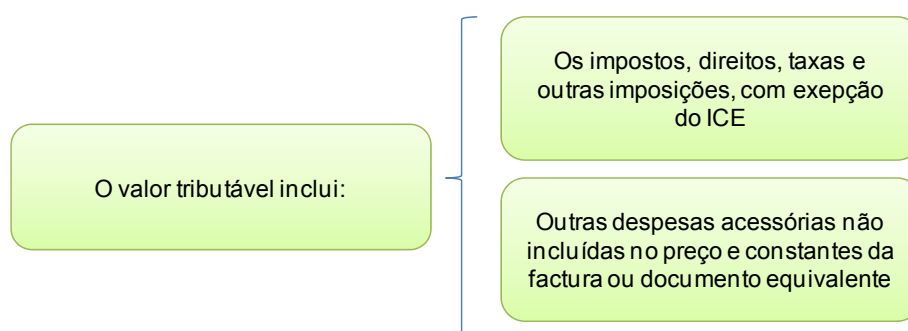 O valor tributável inclui:
Os impostos, direitos, taxas e
outras imposições, com exepção
do ICE
Outras despesas acessórias não
incluídas no preço e constantes da
factura ou documento equivalente